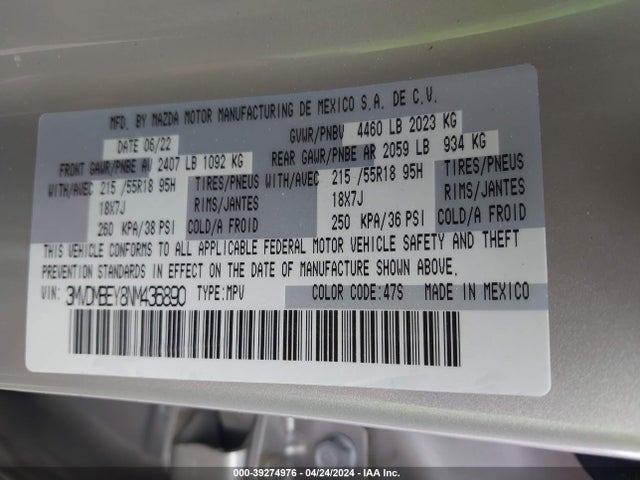 MFD. BY MAZDA MOTOR MANUFACTURING DE MEXICO S.A. DE C.V.
DATE 06/22 GVWR/PNBV 4460 LB 2023 KG
FRONT GAWR/PNBE AV 2407 LB 1092 KG REAR GAWR/PNBE AR 2059 LB 934 KG
WITH/AVEC 215 /55R18 95H TIRES/PNEUS WITH/AVEC 215 /55R18 95H TIRES/PNEUS
18X7J RIMS/JANTES 18X7J RIMS/JANTES
260 KPA/38 PSI COLD/A FROID 250 KPA/36 PSI COLD/A FROID
THIS VEHICLE CONFORMS TO ALL APPLICABLE FEDERAL MOTOR VEHICLE SAFETY AND THEFT
PREVENTION STANDARDS IN EFFECT ON THE DATE OF MANUFACTURE SHOWN ABOVE.
VIN: 3MVDMBEY8NM436890 TYPE:MPV COLOR CODE:47S MADE IN MEXICO
000-39274976 • 04/24/2024 • IAA Inc.